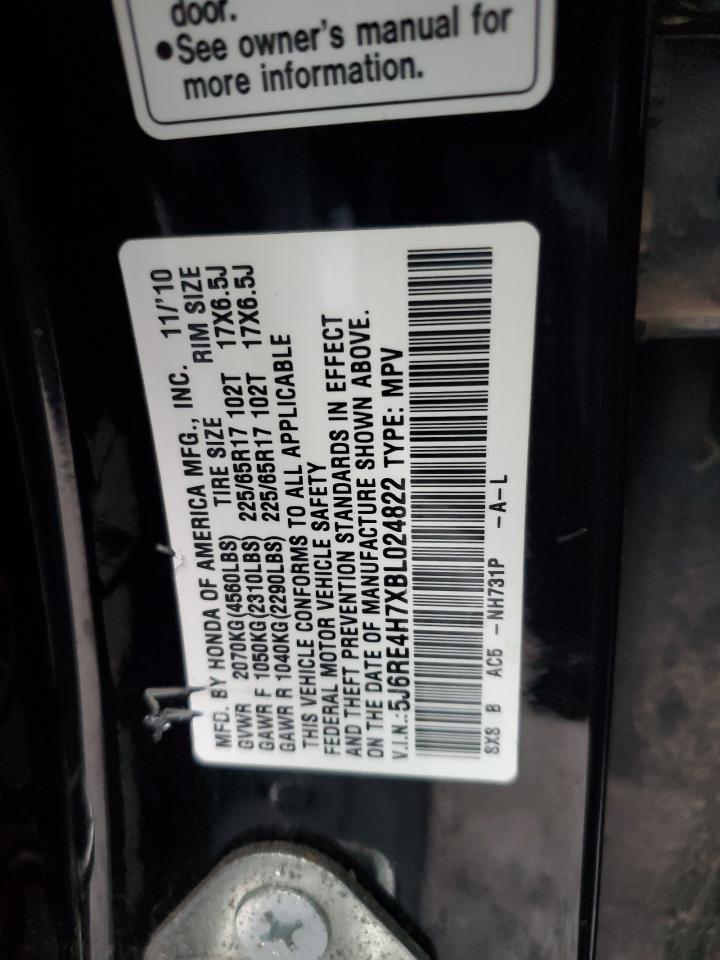 door.
●See owner's manual for
more information.
MFD. BY HONDA OF AMERICA MFG., INC. 11/'10
GVWR 2070KG(4560LBS) TIRE SIZE RIM SIZE
GAWR F 1050KG(2310LBS) 225/65R17 102T 17X6.5J
GAWR R 1040KG(2290LBS) 225/65R17 102T 17X6.5J
THIS VEHICLE CONFORMS TO ALL APPLICABLE
FEDERAL MOTOR VEHICLE SAFETY
AND THEFT PREVENTION STANDARDS IN EFFECT
ON THE DATE OF MANUFACTURE SHOWN ABOVE.
V.I.N.:5J6RE4H7XBL024822 TYPE: MPV
SXS B AC5 -NH731P -A-L